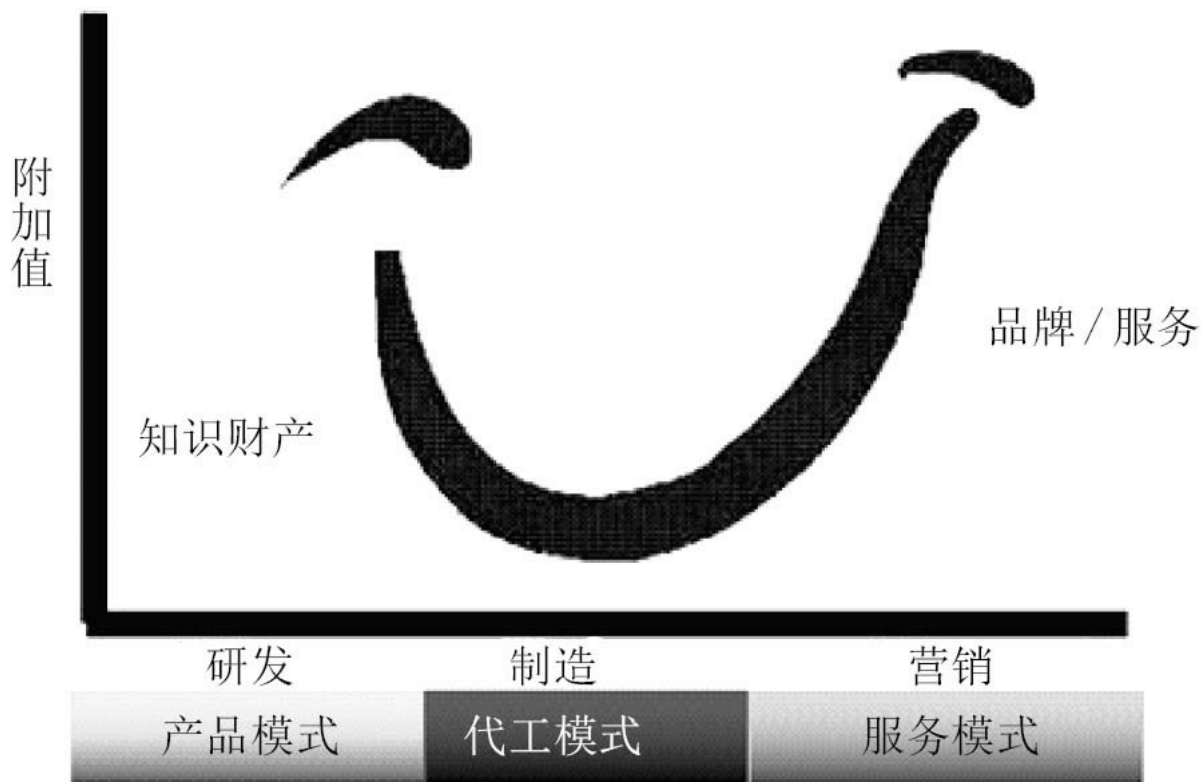 附加值
品牌/服务
知识财产
研发 制造 营销
产品模式 代工模式 服务模式